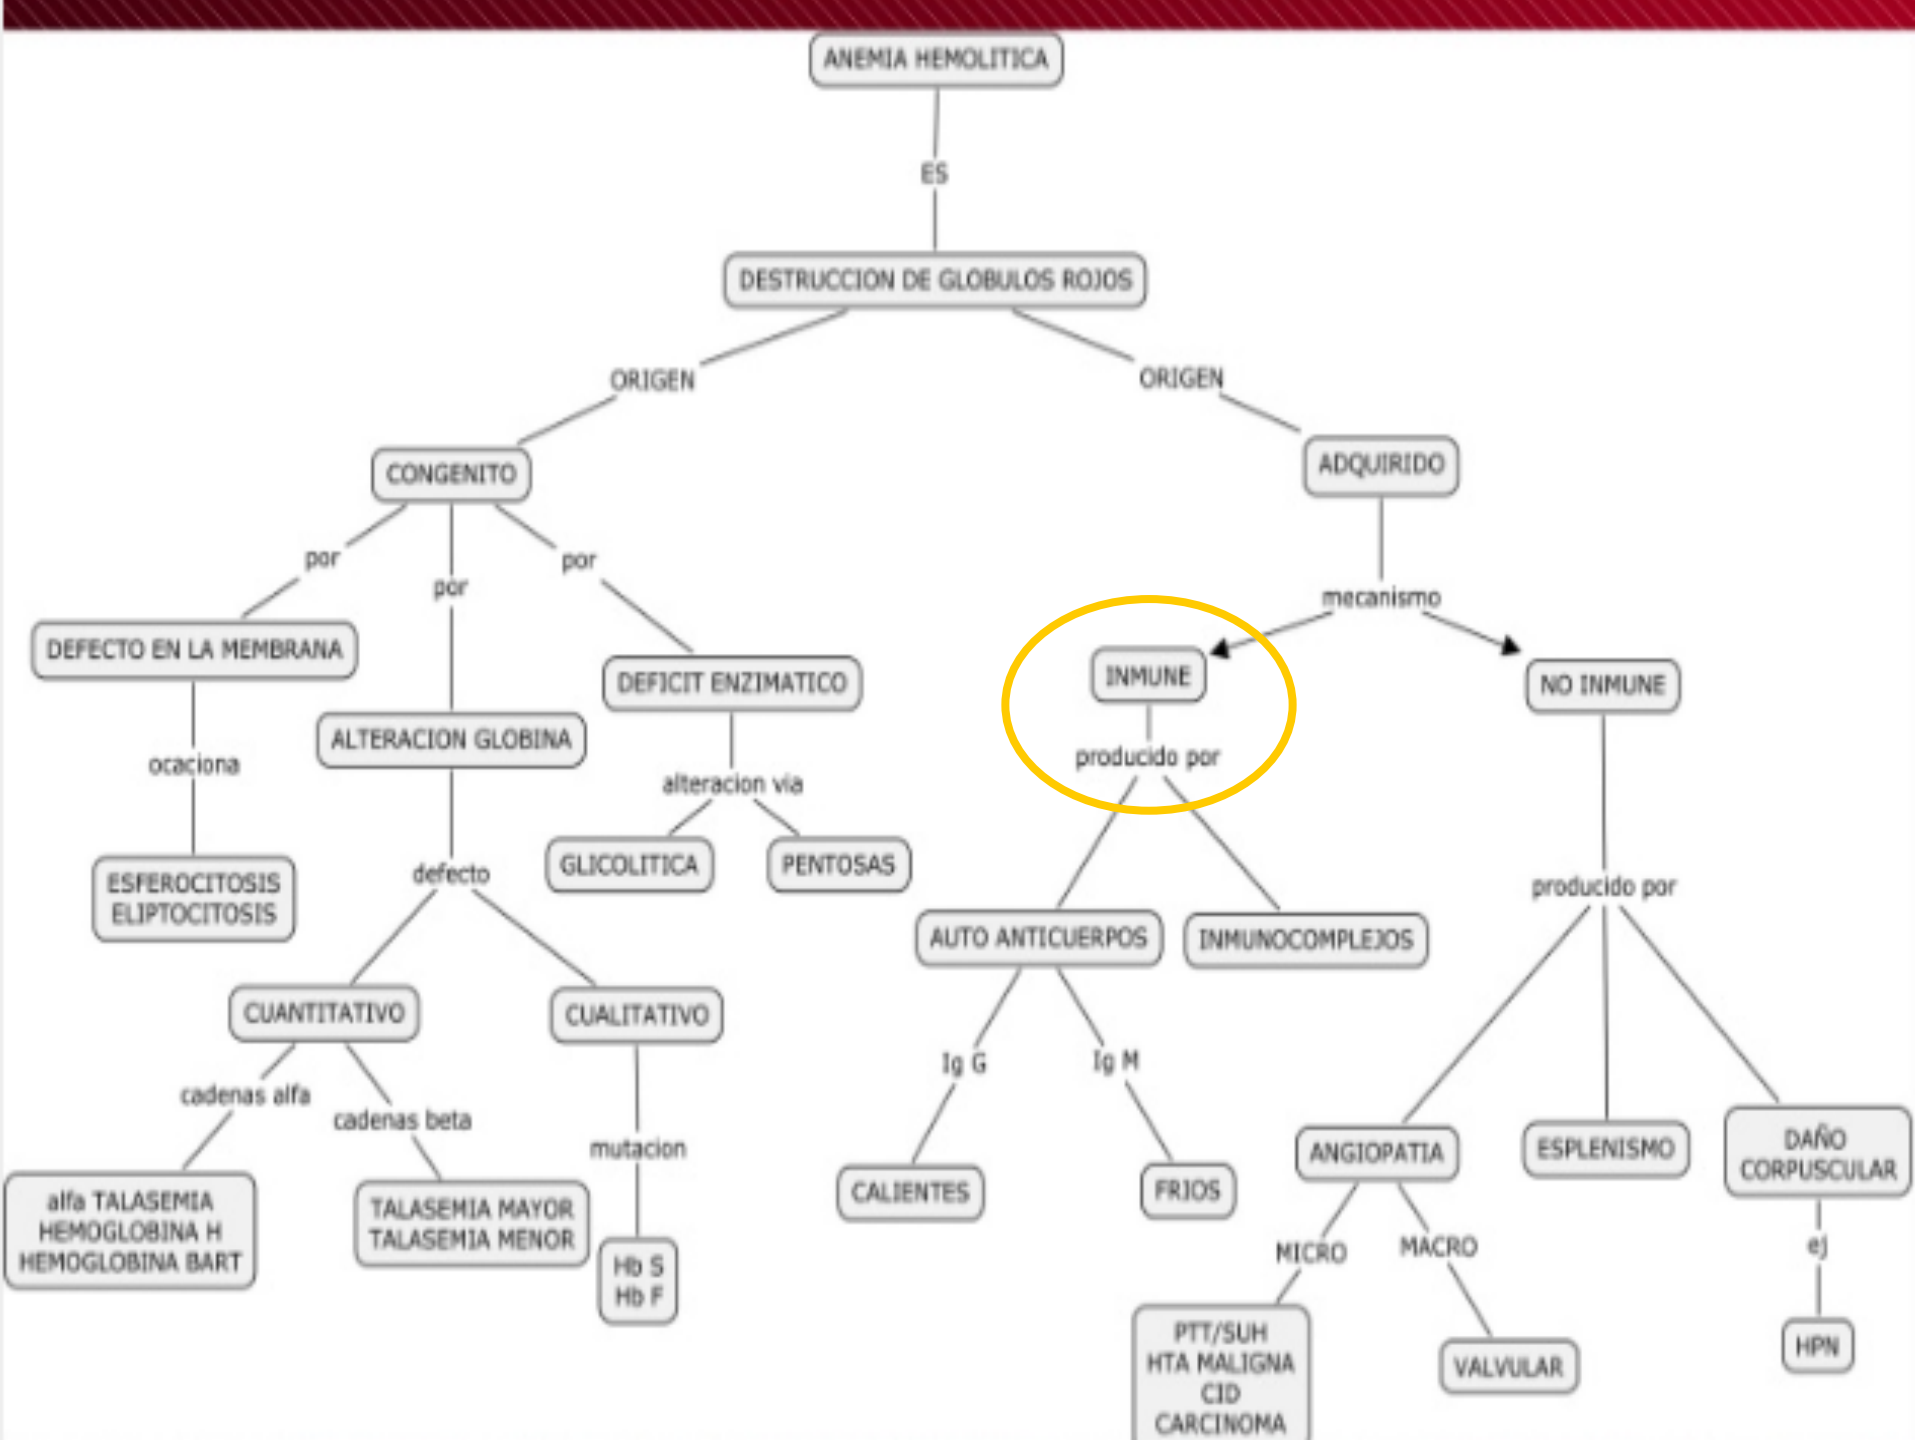 ANEMIA HEMOLITICA
ES
DESTRUCCION DE GLOBULOS ROJOS
ORIGEN
ORIGEN
CONGENITO
ADQUIRIDO
por
por
por
mecanismo
DEFECTO EN LA MEMBRANA
ALTERACION GLOBINA
DEFICIT ENZIMATICO
INMUNE
NO INMUNE
ocaciona
alteracion via
producido por
ESFEROCITOSIS
ELIPTOCITOSIS
defecto
GLICOLITICA
PENTOSAS
producido por
AUTO ANTICUERPOS
INMUNOCOMPLEJOS
CUANTITATIVO
CUALITATIVO
Ig G
Ig M
cadenas alfa
cadenas beta
mutacion
ANGIOPATIA
ESPLENISMO
DAÑO
CORPUSCULAR
CALIENTES
FRIOS
alfa TALASEMIA
HEMOGLOBINA H
HEMOGLOBINA BART
TALASEMIA MAYOR
TALASEMIA MENOR
Hb S
Hb F
MICRO
MACRO
ej
PTT/SUH
HTA MALIGNA
CID
CARCINOMA
VALVULAR
HPN